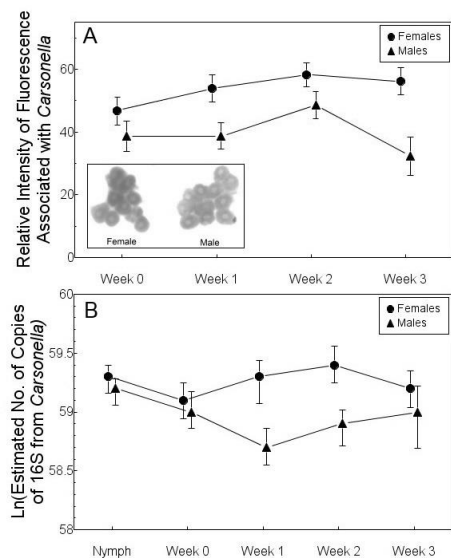 A
Females
Males
Relative Intensity of Fluorescence
Associated with Carsonella
60
40
20
0
Female
Male
Week 0
Week 1
Week 2
Week 3
B
Females
Males
Ln(Estimated No. of Copies
of 16S from Carsonella)
60
59.5
59
58.5
58
Nymph
Week 0
Week 1
Week 2
Week 3